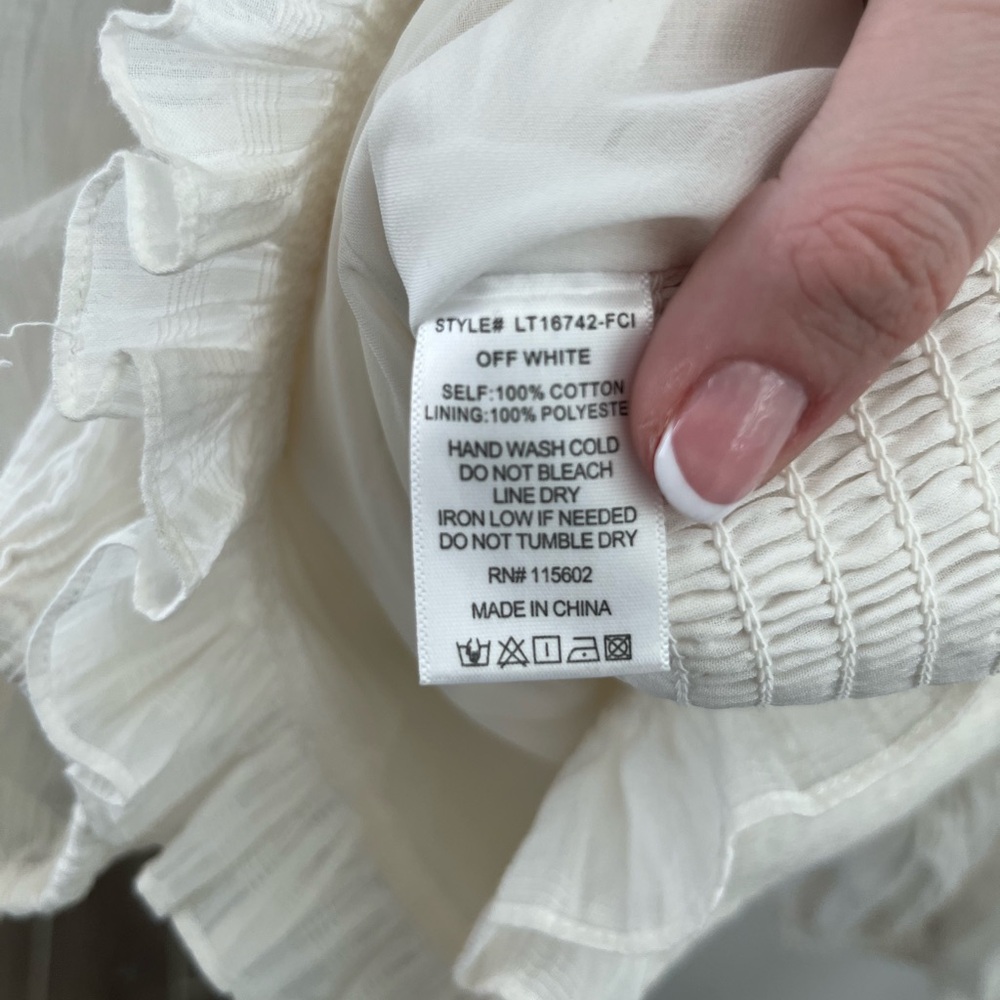 STYLE# LT16742-FCI
OFF WHITE
SELF:100% COTTON
LINING:100% POLYESTE
HAND WASH COLD
DO NOT BLEACH
LINE DRY
IRON LOW IF NEEDED
DO NOT TUMBLE DRY
RN# 115602
MADE IN CHINA